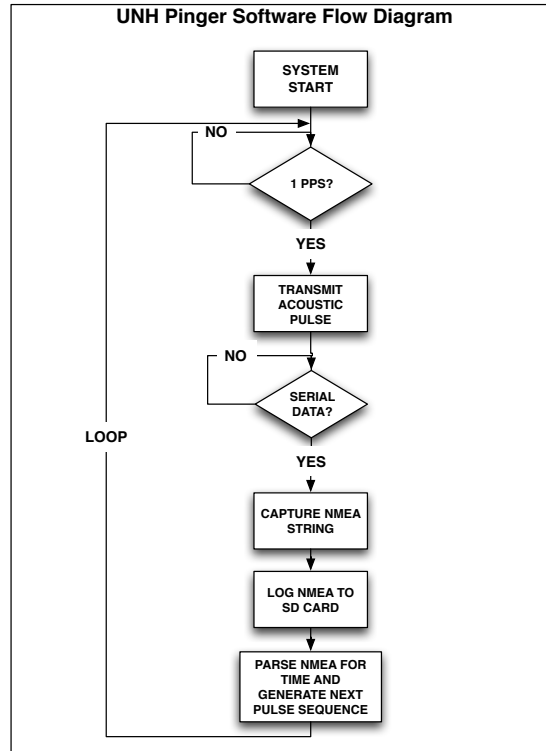 UNH Pinger Software Flow Diagram
SYSTEM
START
NO
1 PPS?
YES
TRANSMIT
ACOUSTIC
PULSE
NO
SERIAL
DATA?
LOOP
YES
CAPTURE NMEA
STRING
LOG NMEA TO
SD CARD
PARSE NMEA FOR
TIME AND
GENERATE NEXT
PULSE SEQUENCE